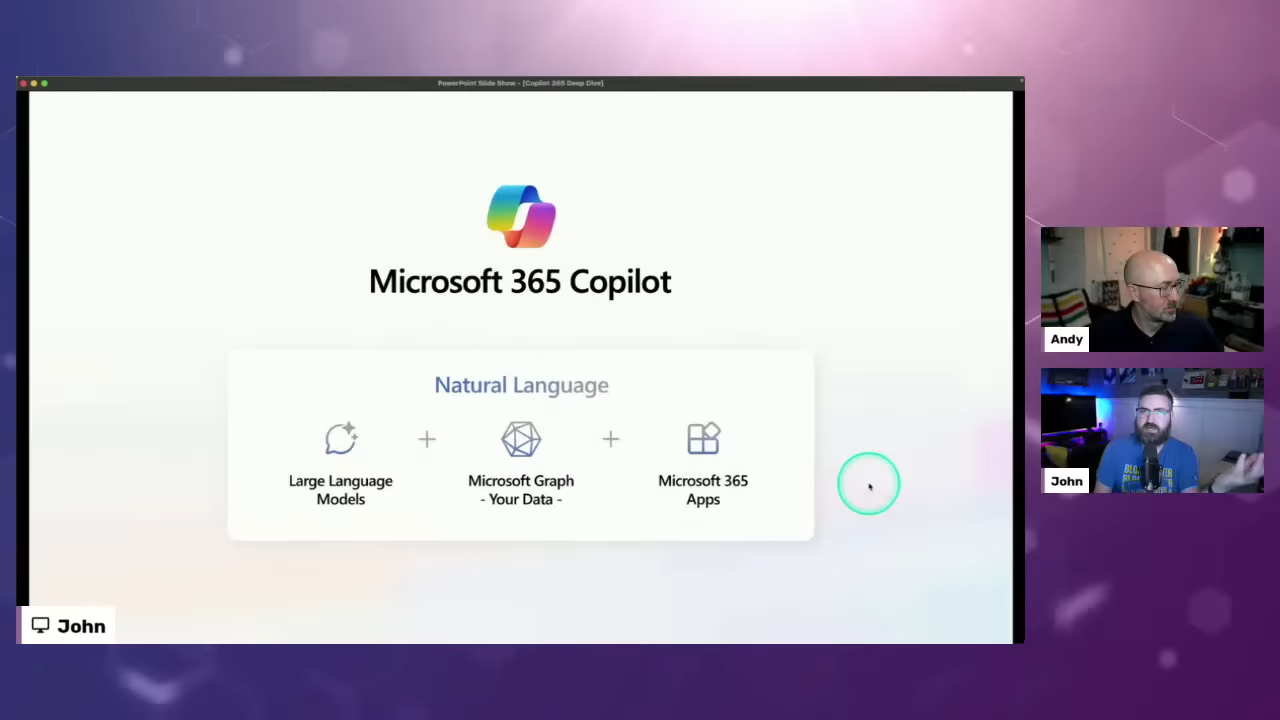 PowerPoint Slide Show - [Copilot 365 Deep Dive]
Microsoft 365 Copilot
Natural Language
Large Language
Models
+
Microsoft Graph
- Your Data -
+
Microsoft 365
Apps
John
Andy
John